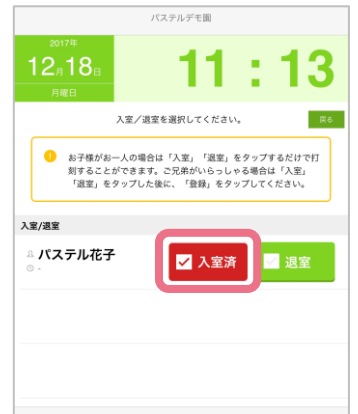 パステルデモ園
2017年
12月18日
月曜日
11：13
入室／退室を選択してください。
戻る
お子様がお一人の場合は「入室」「退室」をタップするだけで打
刻することができます。ご兄弟がいらっしゃる場合は「入室」
「退室」をタップした後に、「登録」をタップしてください。
入室/退室
パステル花子
-
入室済
退室